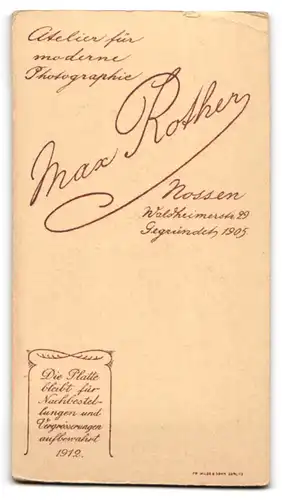 Atelier für
moderne
Photographie
Max Rother
Nossen
Waldheimerstr. 29
Gegründet 1905
Die Platte
bleibt für
Nachbestel-
lungen und
Vergrösserungen
aufbewahrt
1912.